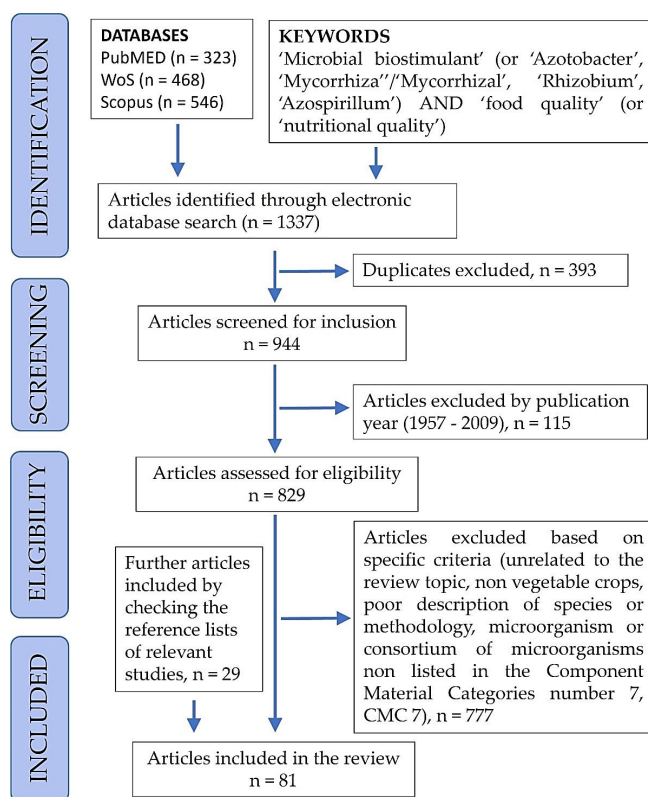 IDENTIFICATION
DATABASES
PubMED (n = 323)
WoS (n = 468)
Scopus (n = 546)
KEYWORDS
‘Microbial biostimulant’ (or ‘Azotobacter’,
‘Mycorrhiza’’/‘Mycorrhizal’, ‘Rhizobium’,
‘Azospirillum’) AND ‘food quality’ (or
‘nutritional quality’)
Articles identified through electronic
database search (n = 1337)
Duplicates excluded, n = 393
SCREENING
Articles screened for inclusion
n = 944
Articles excluded by publication
year (1957 - 2009), n = 115
ELIGIBILITY
Articles assessed for eligibility
n = 829
Further articles
included by
checking the
reference lists
of relevant
studies, n = 29
Articles excluded based on
specific criteria (unrelated to the
review topic, non vegetable crops,
poor description of species or
methodology, microorganism or
consortium of microorganisms
non listed in the Component
Material Categories number 7,
CMC 7), n = 777
INCLUDED
Articles included in the review
n = 81